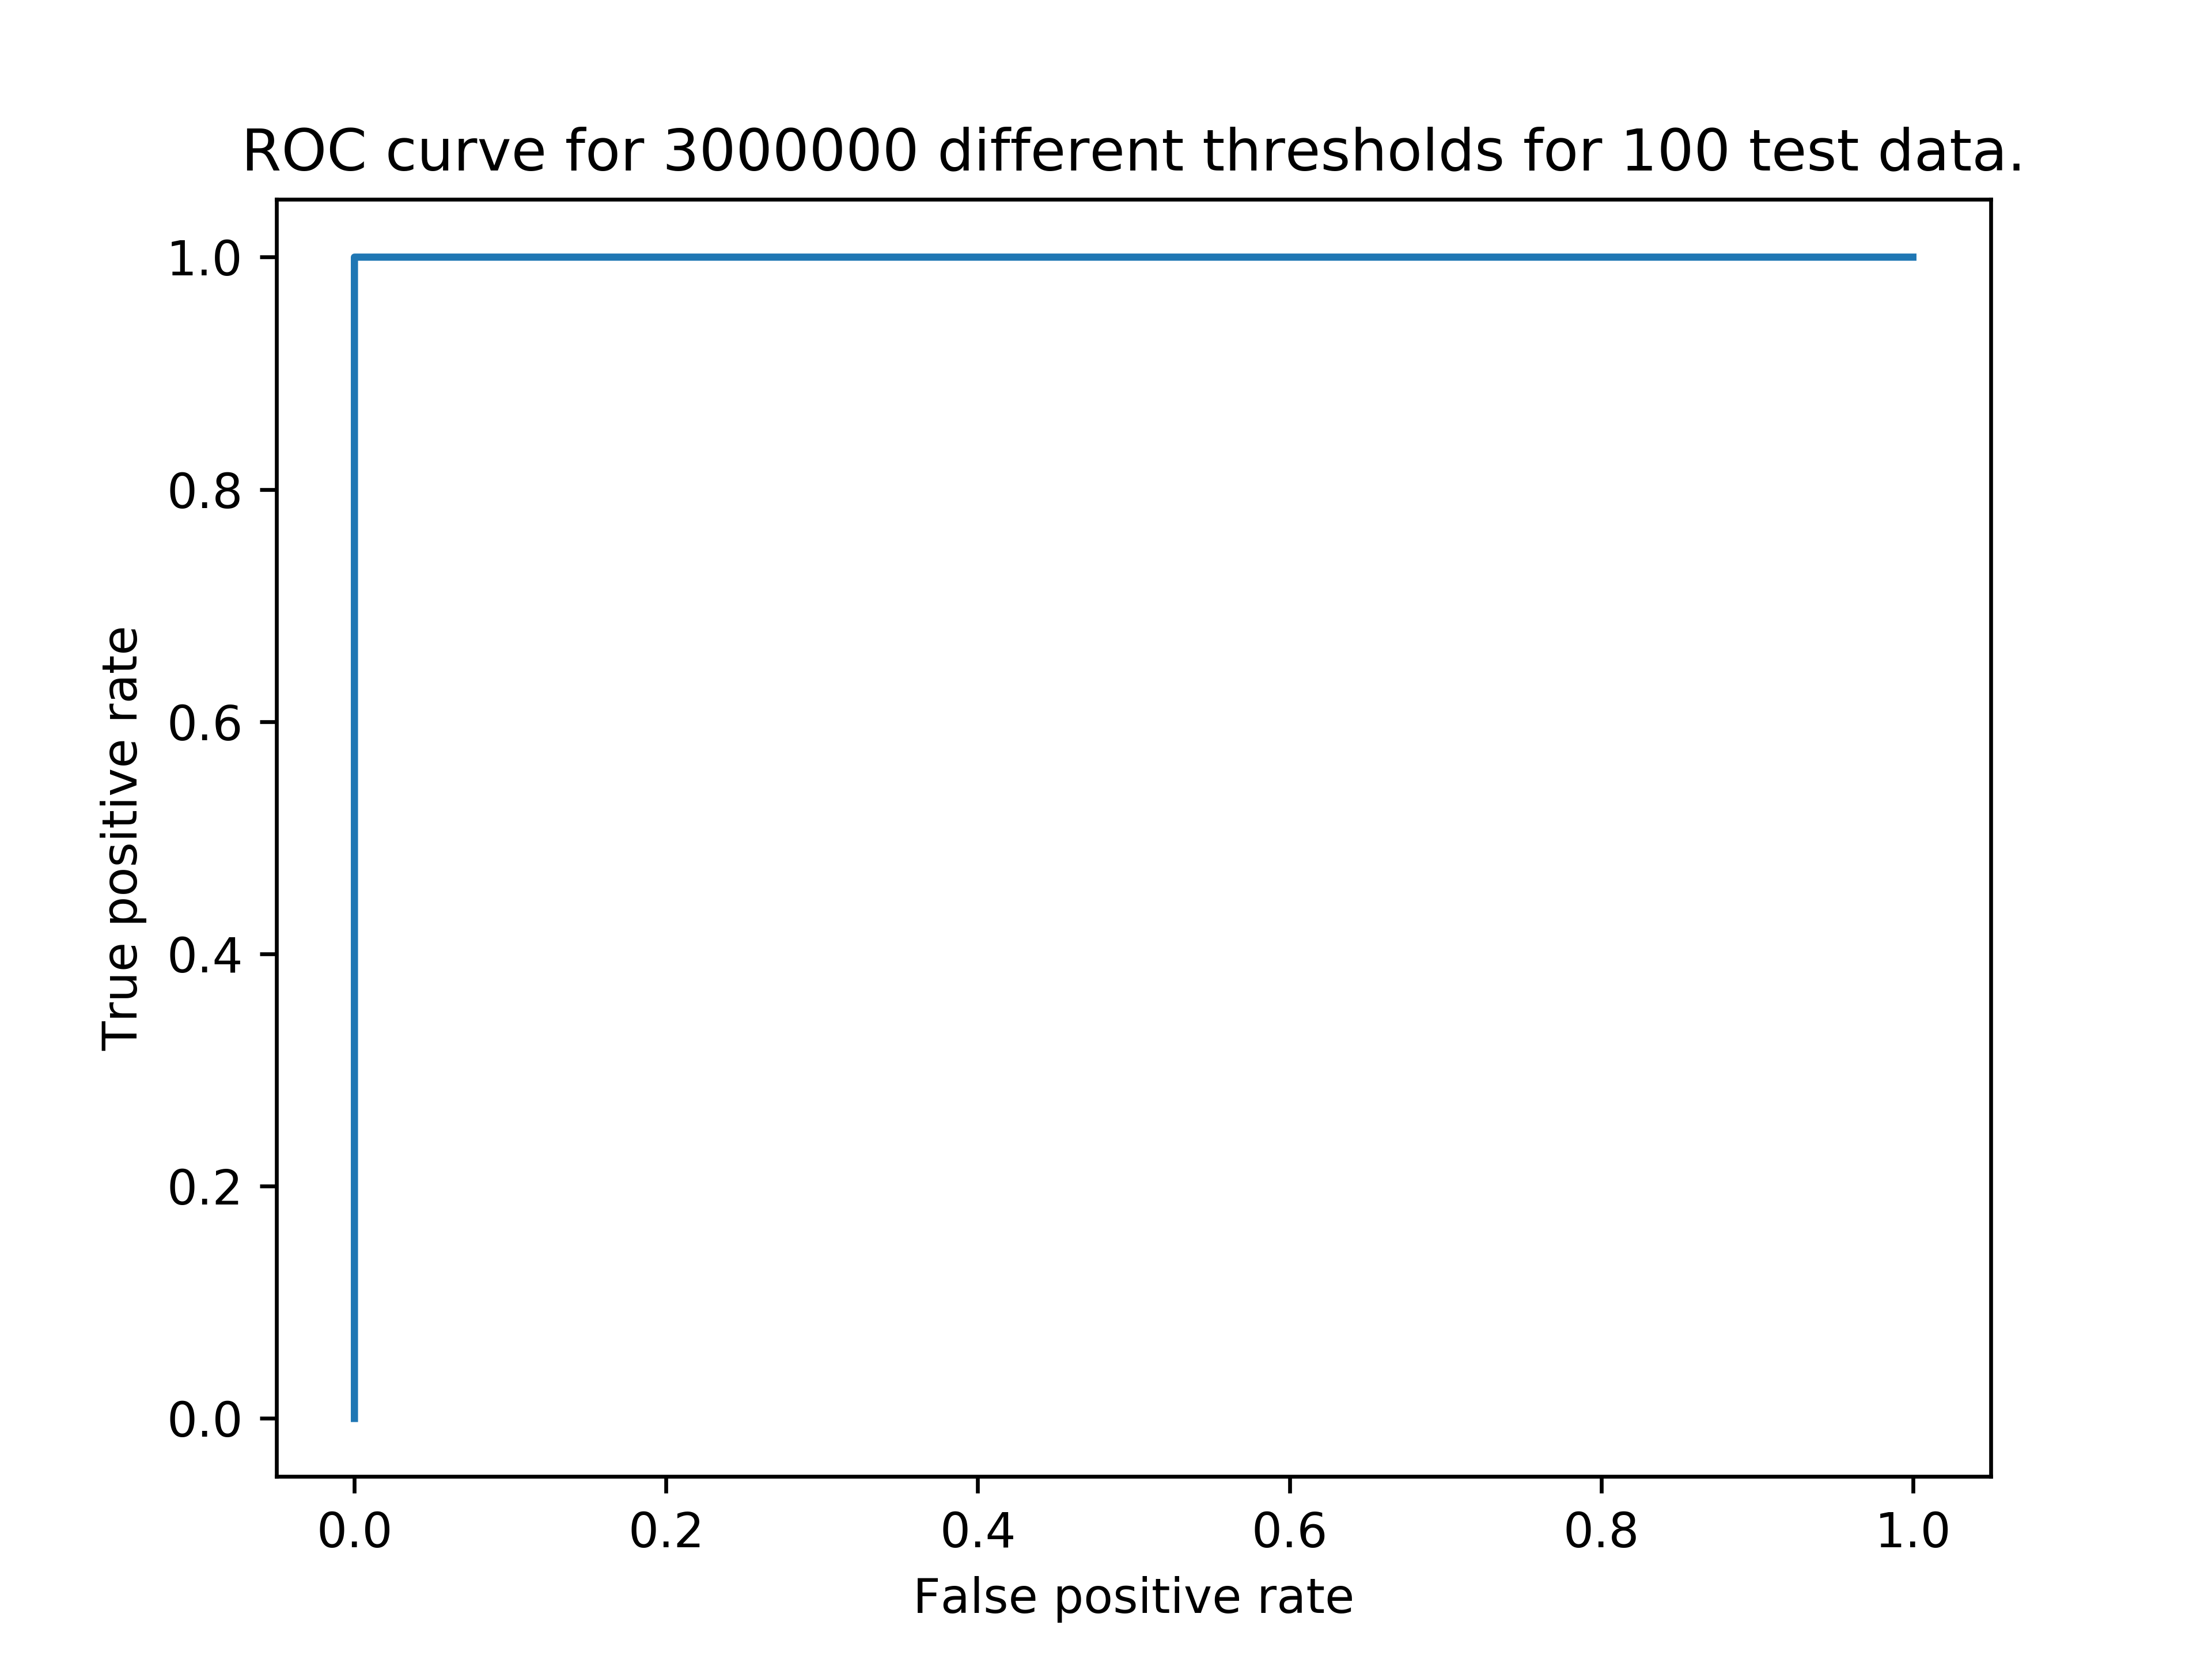 ROC curve for 3000000 different thresholds for 100 test data.
True positive rate
1.0
0.8
0.6
0.4
0.2
0.0
0.0 0.2 0.4 0.6 0.8 1.0
False positive rate